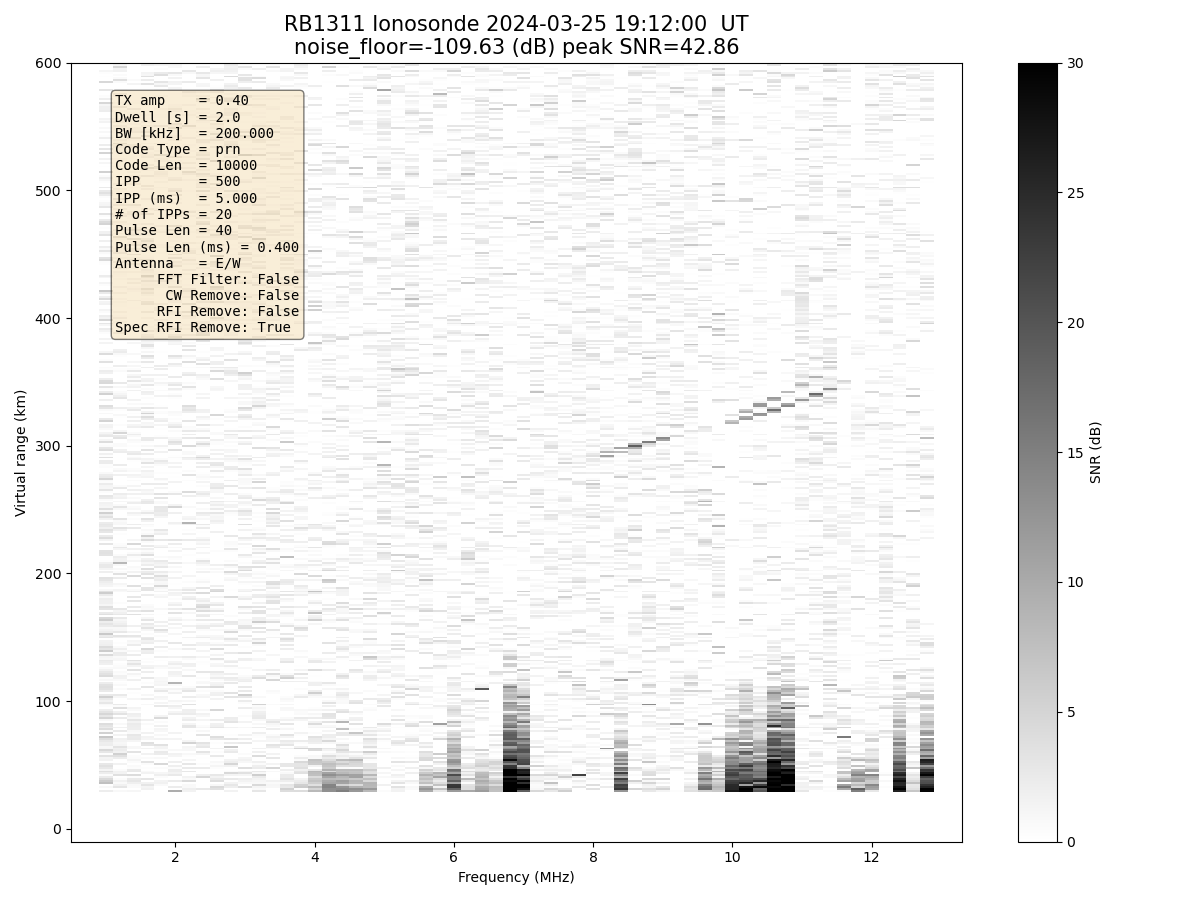 RB1311 Ionosonde 2024-03-25 19:12:00  UT
noise_floor=-109.63 (dB) peak SNR=42.86
TX amp    = 0.40
Dwell [s] = 2.0
BW [kHz]  = 200.000
Code Type = prn
Code Len  = 10000
IPP       = 500
IPP (ms)  = 5.000
# of IPPs = 20
Pulse Len = 40
Pulse Len (ms) = 0.400
Antenna   = E/W
FFT Filter: False
CW Remove: False
RFI Remove: False
Spec RFI Remove: True
600
500
400
300
200
100
0
Virtual range (km)
2 4 6 8 10 12
Frequency (MHz)
30
25
20
15
10
5
0
SNR (dB)